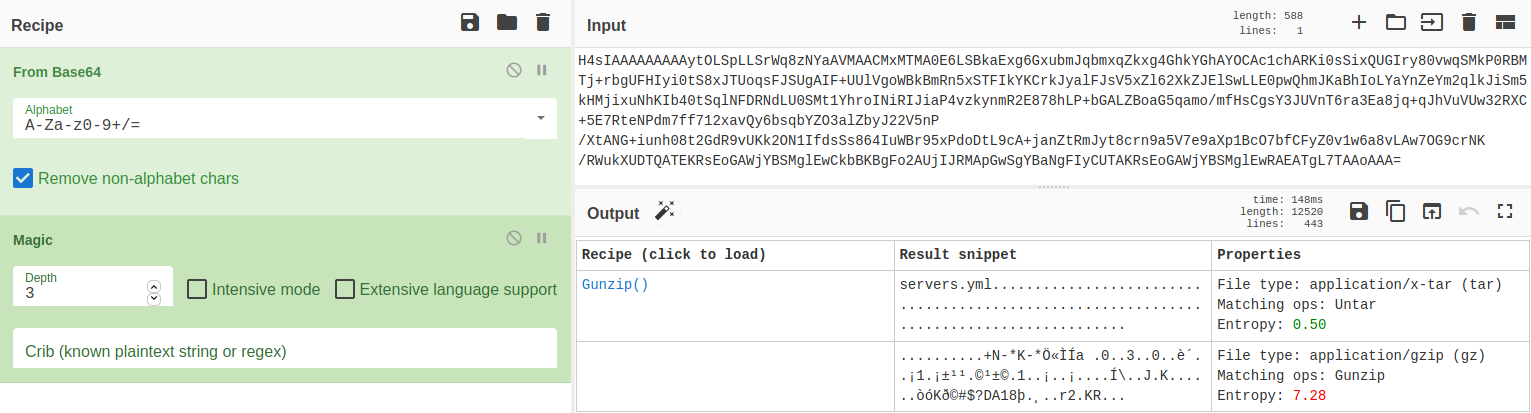 Recipe
From Base64
Alphabet
A-Za-z0-9+/=
Remove non-alphabet chars
Magic
Depth
3
Intensive mode
Extensive language support
Crib (known plaintext string or regex)
Input
length: 588
lines: 1
H4sIAAAAAAAAAytOLSpLLSrWq8zNYaAVMAACMxMTMA0E6LSBkaExg6GxubmJqbmxqZkxg4GhkYGhAYOCAc1chARKi0sSixQUGIry80vwqSMkP0RBM
Tj+rbgUFHIyi0tS8xJTUoqsFJSUgAIF+UUlVgoWBkBmRn5xSTFIkYKCrkJyalFJsV5xZl62XkZJElSwLLE0pwQhmJKaBhIoLYaYnZeYm2qlkJiSm5
kHMjixuNhKIb40tSqlNFDRNdLU0SMt1YhroINiRIJiaP4vzkynmR2E878hLP+bGALZBoaG5qamo/mfHsCgsY3JUVnT6ra3Ea8jq+qJhVuVUw32RXC
+5E7RteNPdm7ff712xavQy6bsqbYZO3alZbyJ22V5nP
/XtANG+iunh08t2GdR9vUKk2ON1IfdsSs864IuWBr95xPdoDtL9cA+janZtRmJyt8crn9a5V7e9aXp1BcO7bfCFyZ0v1w6a8vLAw7OG9crNK
/RWukXUDTQATEKRsEoGAWjYBSMglEwCkbBKBgFo2AUjIJRMApGwSgYBaNgFIyCUTAKRsEoGAWjYBSMglEwRAEATgL7TAAoAAA=
Output
time: 148ms
length: 12520
lines: 443
Recipe (click to load) Result snippet Properties
Gunzip() servers.yml......................... File type: application/x-tar (tar)
.................................... Matching ops: Untar
........................... Entropy: 0.50
..........+N-*K-*Ö«ÌÍa .0..3..0..è´. File type: application/gzip (gz)
.¡1.¡±¹¹.©¹±©.1..¡..¡....Í\..J.K.... Matching ops: Gunzip
..òóKð©#$?DA18þ.¸..r2.KR... Entropy: 7.28